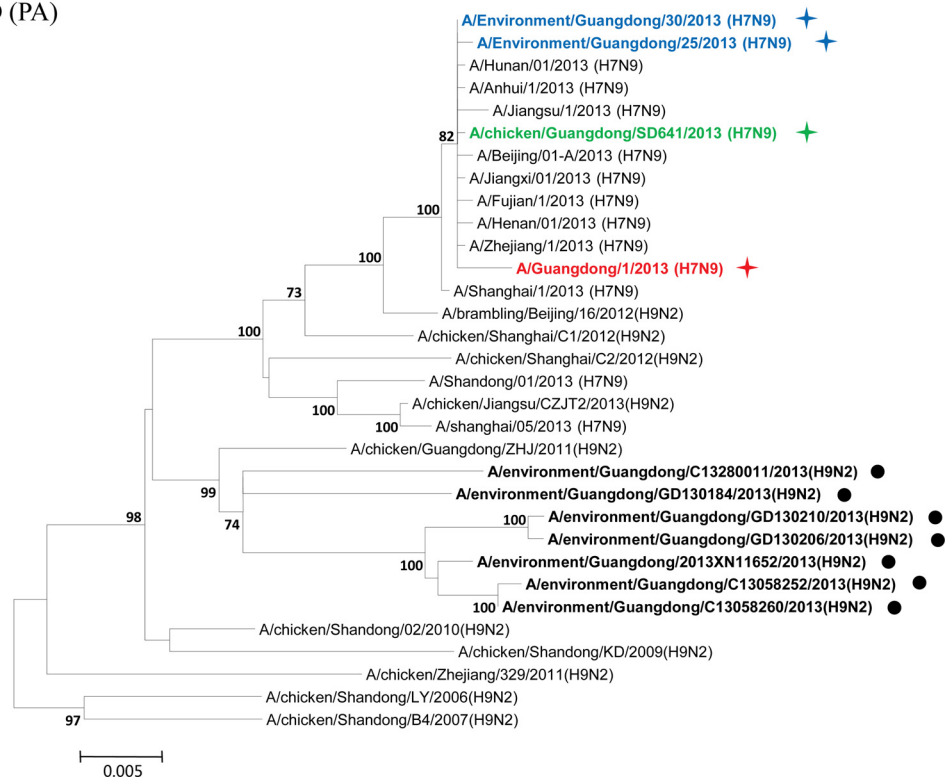 (PA)
A/Environment/Guangdong/30/2013 (H7N9)
A/Environment/Guangdong/25/2013 (H7N9)
A/Hunan/01/2013 (H7N9)
A/Anhui/1/2013 (H7N9)
A/Jiangsu/1/2013 (H7N9)
A/chicken/Guangdong/SD641/2013 (H7N9)
82
A/Beijing/01-A/2013 (H7N9)
A/Jiangxi/01/2013 (H7N9)
A/Fujian/1/2013 (H7N9)
100
A/Henan/01/2013 (H7N9)
A/Zhejiang/1/2013 (H7N9)
100
A/Guangdong/1/2013 (H7N9)
73
A/Shanghai/1/2013 (H7N9)
A/brambling/Beijing/16/2012(H9N2)
100
A/chicken/Shanghai/C1/2012(H9N2)
A/chicken/Shanghai/C2/2012(H9N2)
A/Shandong/01/2013 (H7N9)
100
A/chicken/Jiangsu/CZJT2/2013(H9N2)
100
A/shanghai/05/2013 (H7N9)
A/chicken/Guangdong/ZHJ/2011(H9N2)
A/environment/Guangdong/C13280011/2013(H9N2)
99
A/environment/Guangdong/GD130184/2013(H9N2)
98
74
100
A/environment/Guangdong/GD130210/2013(H9N2)
A/environment/Guangdong/GD130206/2013(H9N2)
100
A/environment/Guangdong/2013XN11652/2013(H9N2)
A/environment/Guangdong/C13058252/2013(H9N2)
100
A/environment/Guangdong/C13058260/2013(H9N2)
A/chicken/Shandong/02/2010(H9N2)
A/chicken/Shandong/KD/2009(H9N2)
A/chicken/Zhejiang/329/2011(H9N2)
A/chicken/Shandong/LY/2006(H9N2)
97
A/chicken/Shandong/B4/2007(H9N2)
0.005